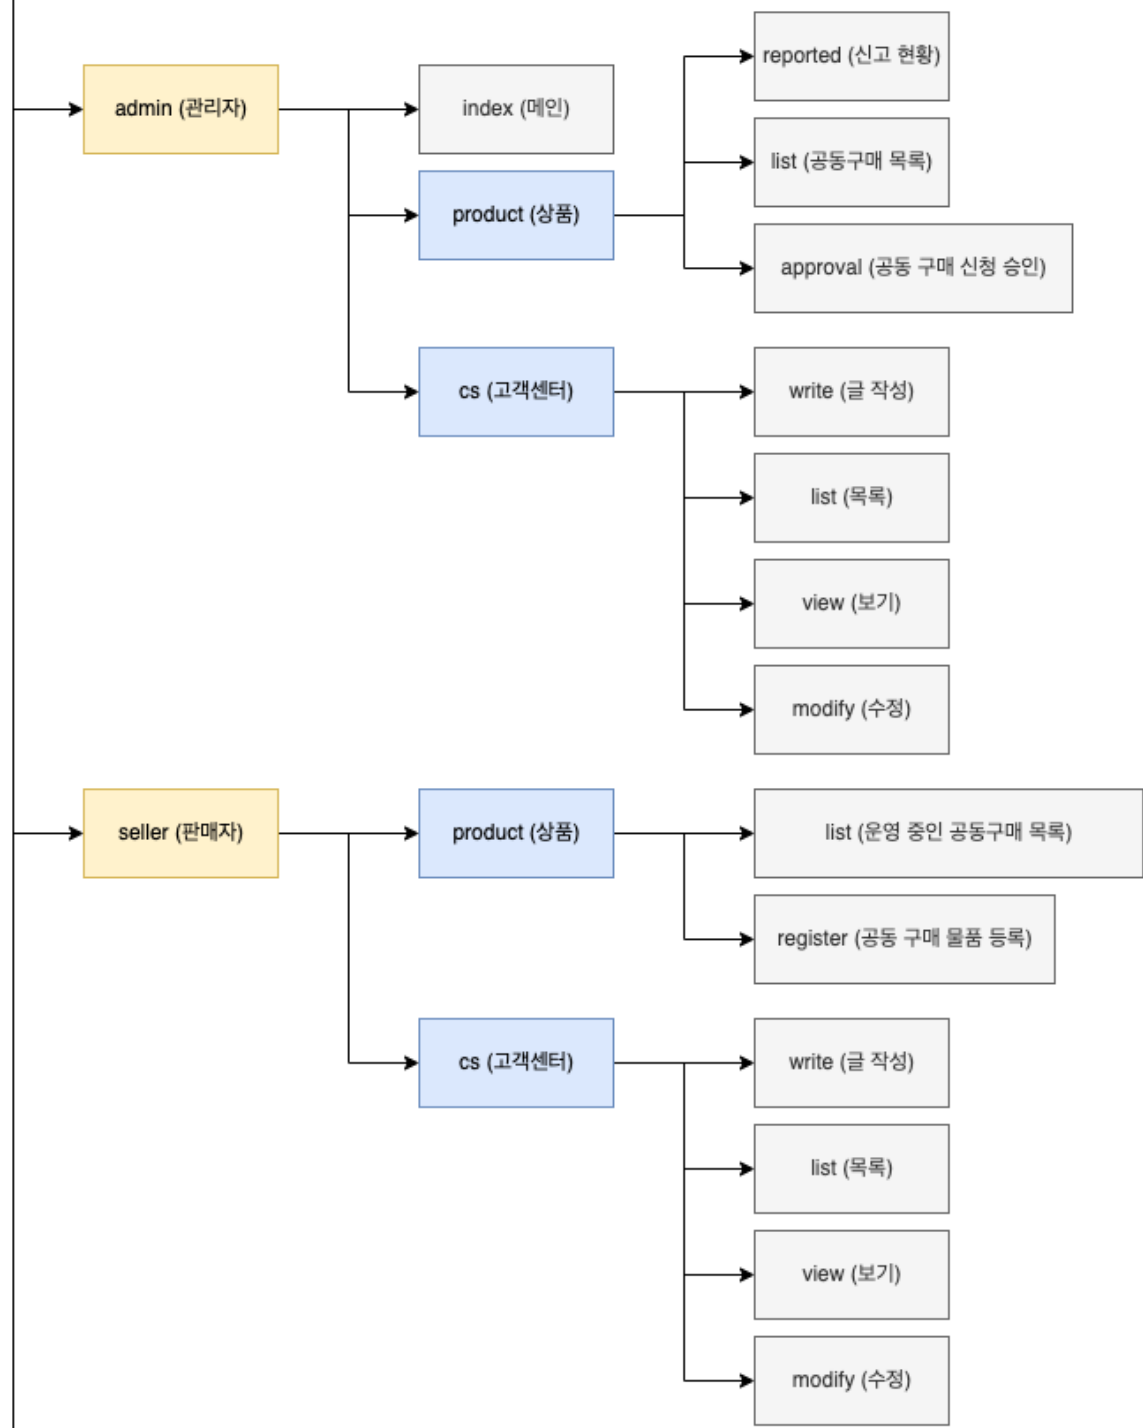 reported (신고 현황)
admin (관리자)
index (메인)
list (공동구매 목록)
product (상품)
approval (공동 구매 신청 승인)
cs (고객센터)
write (글 작성)
list (목록)
view (보기)
modify (수정)
seller (판매자)
product (상품)
list (운영 중인 공동구매 목록)
register (공동 구매 물품 등록)
cs (고객센터)
write (글 작성)
list (목록)
view (보기)
modify (수정)